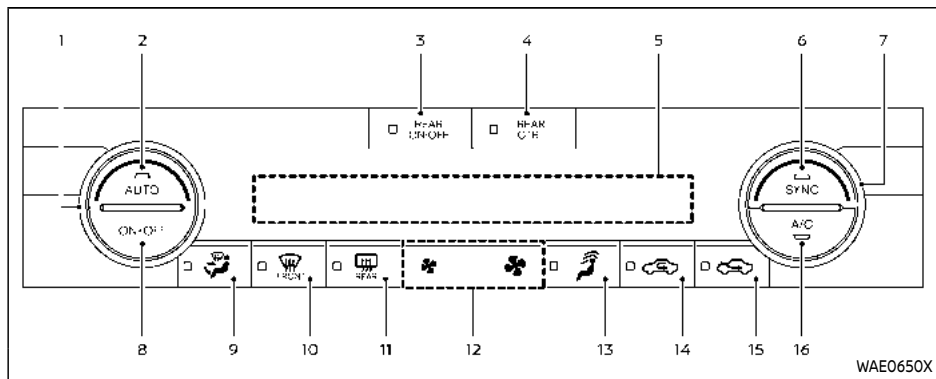 1 2 3 4 5 6 7
REAR
ON•OFF
REAR
CTRL
AUTO
SYNC
ON•OFF
A/C
FRONT
REAR
8 9 10 11 12 13 14 15 16
WAE0650X